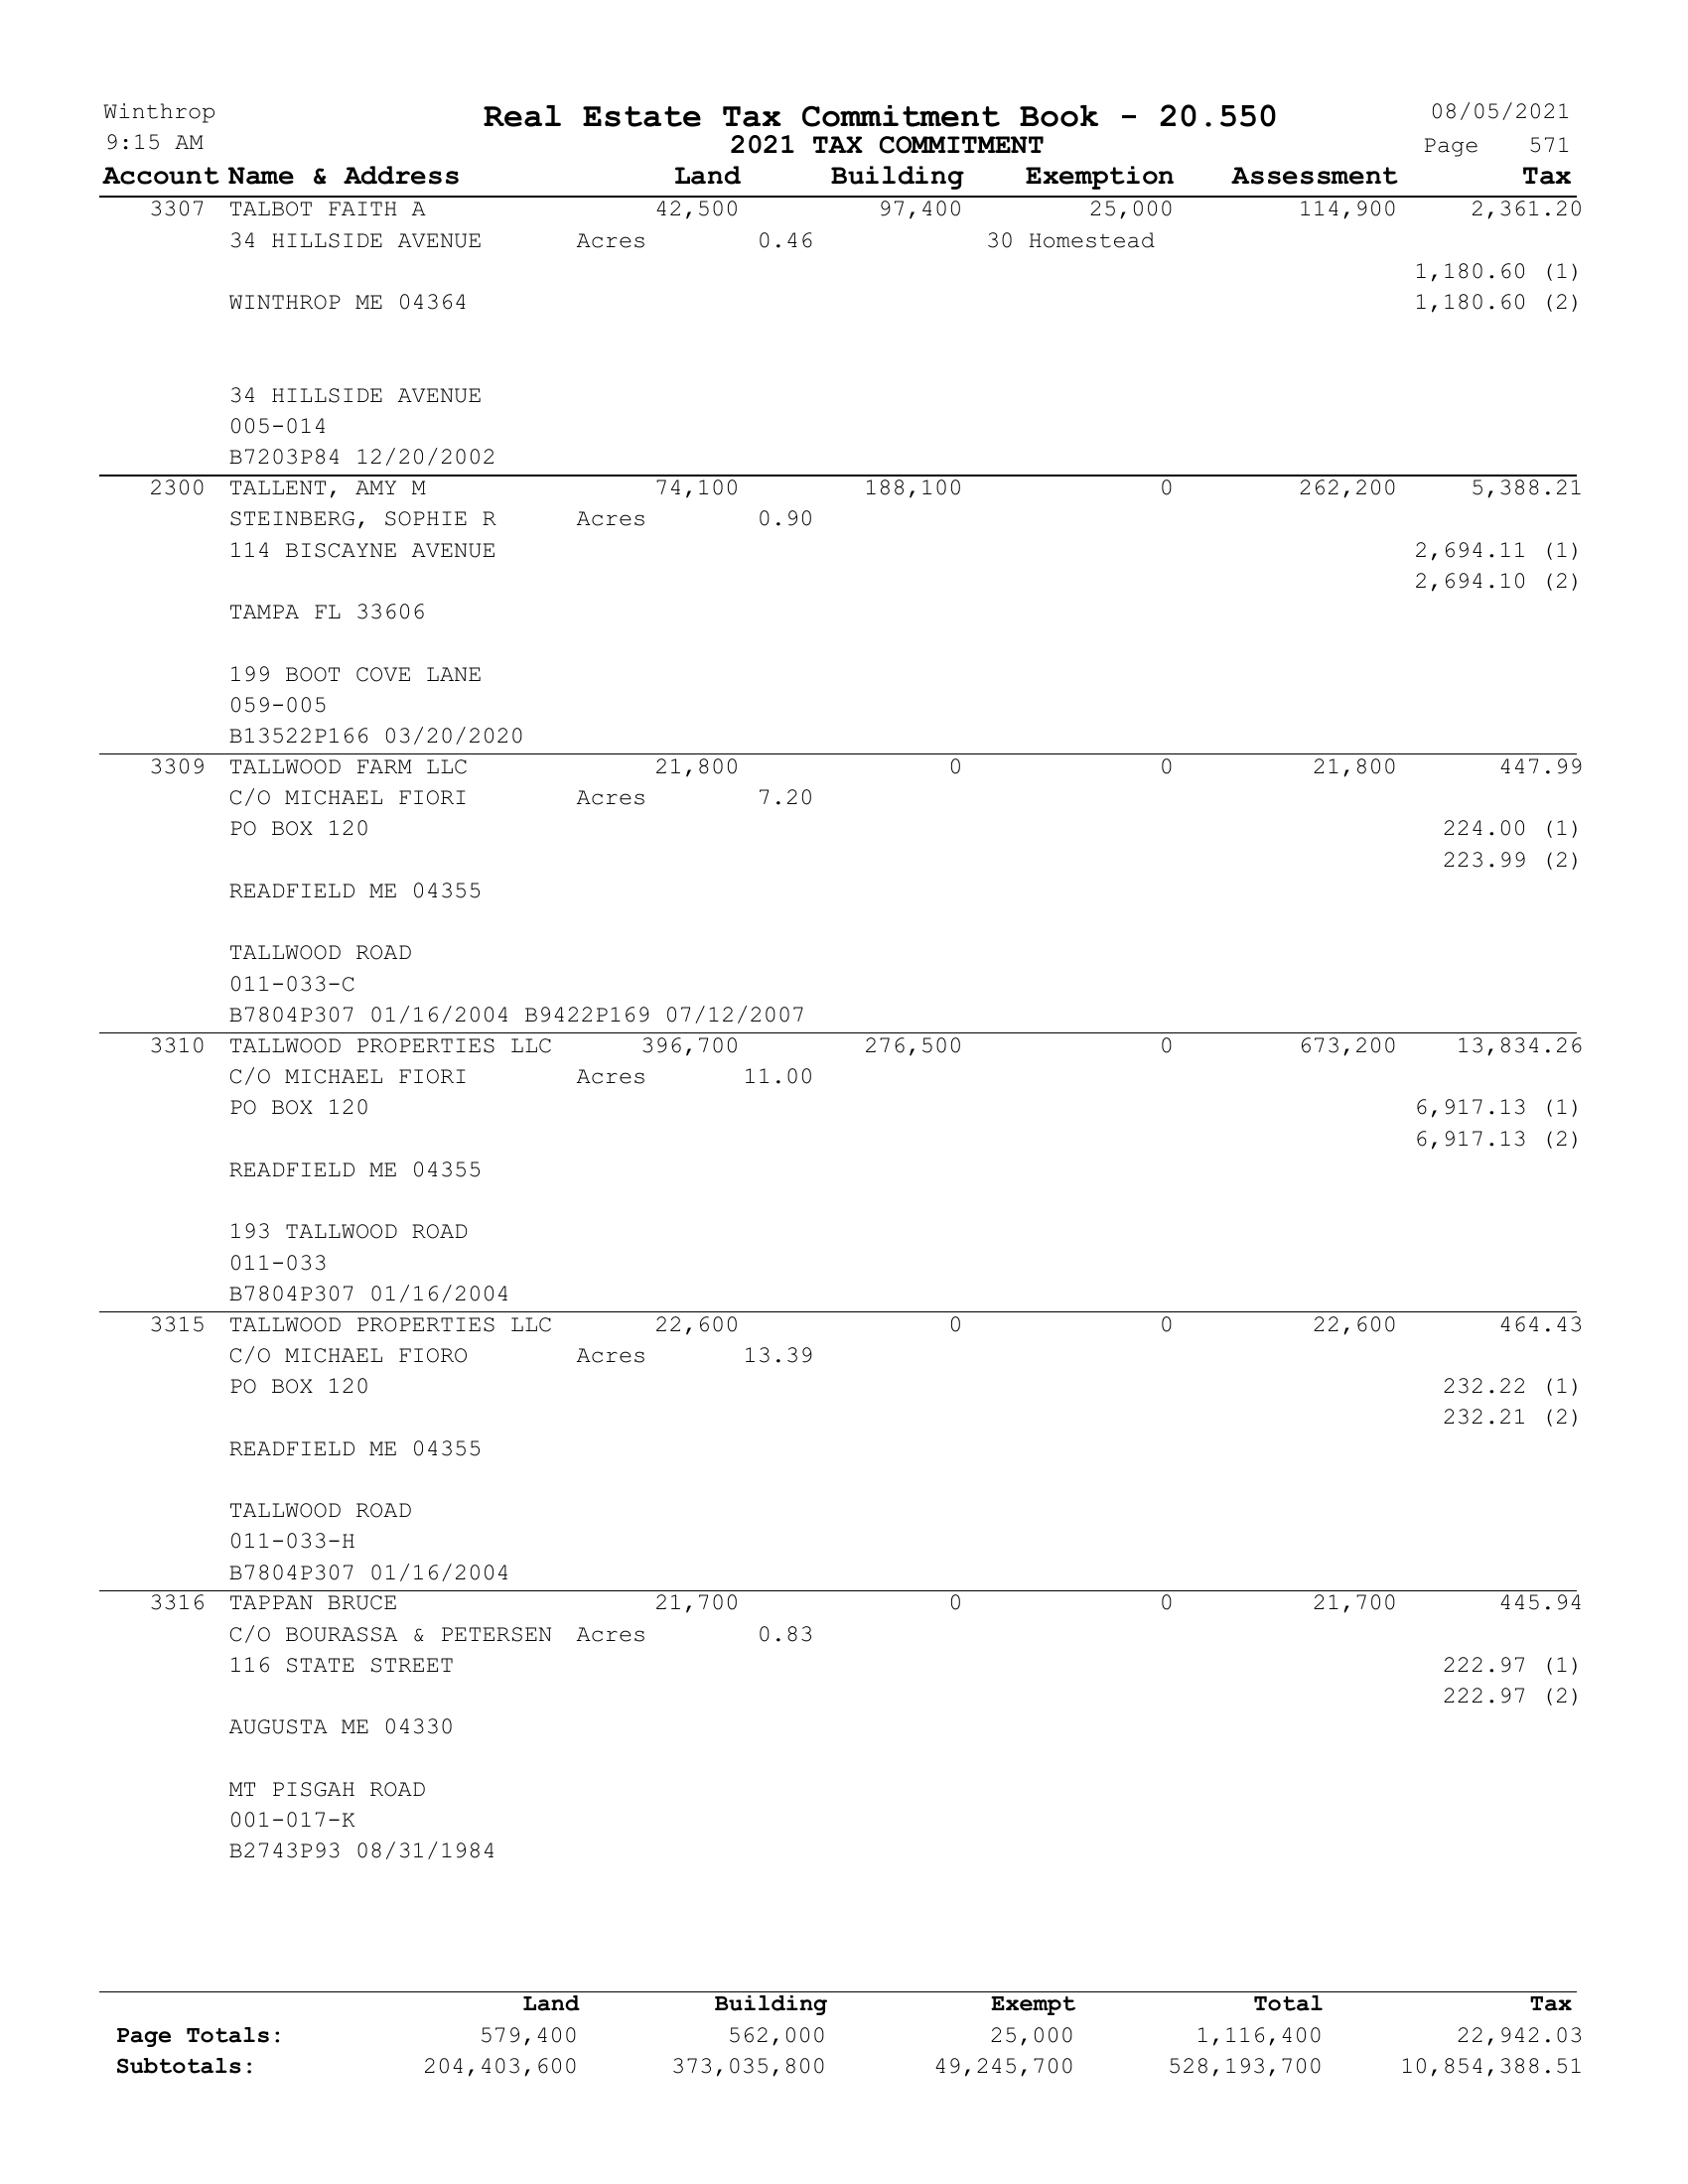 Winthrop Real Estate Tax Commitment Book - 20.550 08/05/2021
9:15 AM 2021 TAX COMMITMENT Page 571
Account Name & Address Land Building Exemption Assessment Tax
3307 TALBOT FAITH A 42,500 97,400 25,000 114,900 2,361.20
34 HILLSIDE AVENUE Acres 0.46 30 Homestead
1,180.60 (1)
WINTHROP ME 04364 1,180.60 (2)
34 HILLSIDE AVENUE
005-014
B7203P84 12/20/2002
2300 TALLENT, AMY M 74,100 188,100 0 262,200 5,388.21
STEINBERG, SOPHIE R Acres 0.90
114 BISCAYNE AVENUE 2,694.11 (1)
2,694.10 (2)
TAMPA FL 33606
199 BOOT COVE LANE
059-005
B13522P166 03/20/2020
3309 TALLWOOD FARM LLC 21,800 0 0 21,800 447.99
C/O MICHAEL FIORI Acres 7.20
PO BOX 120 224.00 (1)
223.99 (2)
READFIELD ME 04355
TALLWOOD ROAD
011-033-C
B7804P307 01/16/2004 B9422P169 07/12/2007
3310 TALLWOOD PROPERTIES LLC 396,700 276,500 0 673,200 13,834.26
C/O MICHAEL FIORI Acres 11.00
PO BOX 120 6,917.13 (1)
6,917.13 (2)
READFIELD ME 04355
193 TALLWOOD ROAD
011-033
B7804P307 01/16/2004
3315 TALLWOOD PROPERTIES LLC 22,600 0 0 22,600 464.43
C/O MICHAEL FIORO Acres 13.39
PO BOX 120 232.22 (1)
232.21 (2)
READFIELD ME 04355
TALLWOOD ROAD
011-033-H
B7804P307 01/16/2004
3316 TAPPAN BRUCE 21,700 0 0 21,700 445.94
C/O BOURASSA & PETERSEN Acres 0.83
116 STATE STREET 222.97 (1)
222.97 (2)
AUGUSTA ME 04330
MT PISGAH ROAD
001-017-K
B2743P93 08/31/1984
Land Building Exempt Total Tax
Page Totals: 579,400 562,000 25,000 1,116,400 22,942.03
Subtotals: 204,403,600 373,035,800 49,245,700 528,193,700 10,854,388.51